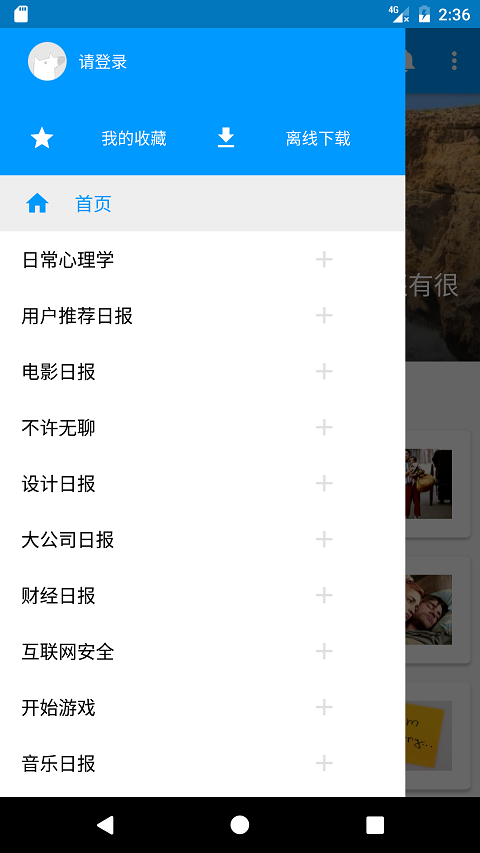 4G
2:36
请登录
我的收藏
离线下载
首页
日常心理学
用户推荐日报
有很
电影日报
不许无聊
设计日报
大公司日报
财经日报
互联网安全
开始游戏
音乐日报